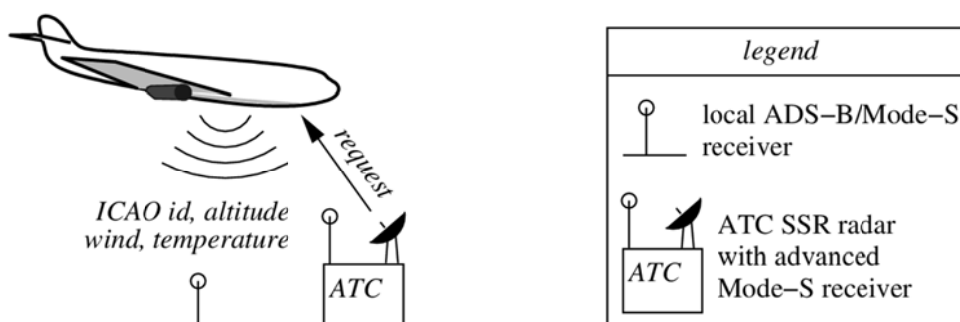 request
ICAO id, altitude
wind, temperature
ATC
legend
local ADS−B/Mode−S
receiver
ATC
ATC SSR radar
with advanced
Mode−S receiver